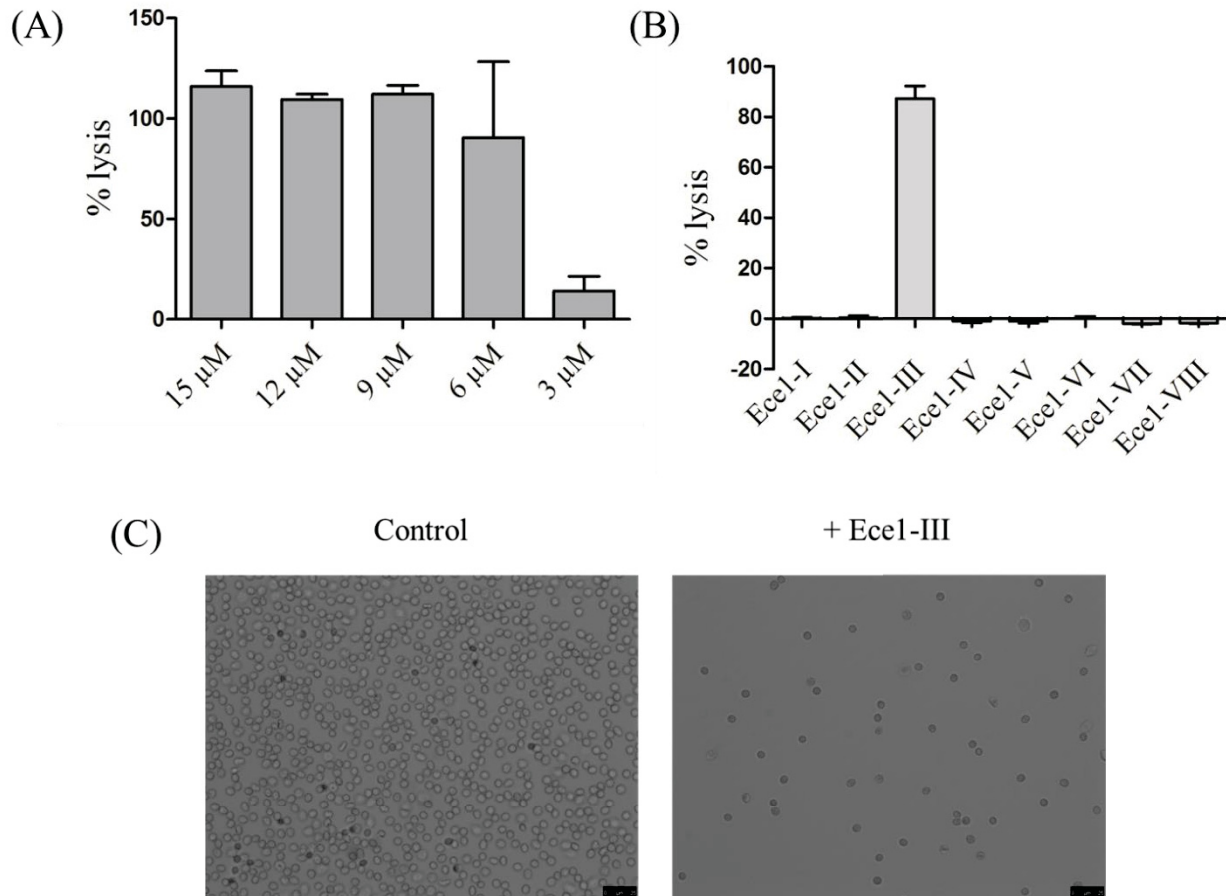 (A)
150
100
50
0
% lysis
15 µM
12 µM
9 µM
6 µM
3 µM
(B)
100
80
60
40
20
0
-20
% lysis
Ece1-I
Ece1-II
Ece1-III
Ece1-IV
Ece1-V
Ece1-VI
Ece1-VII
Ece1-VIII
(C)
Control
+ Ece1-III